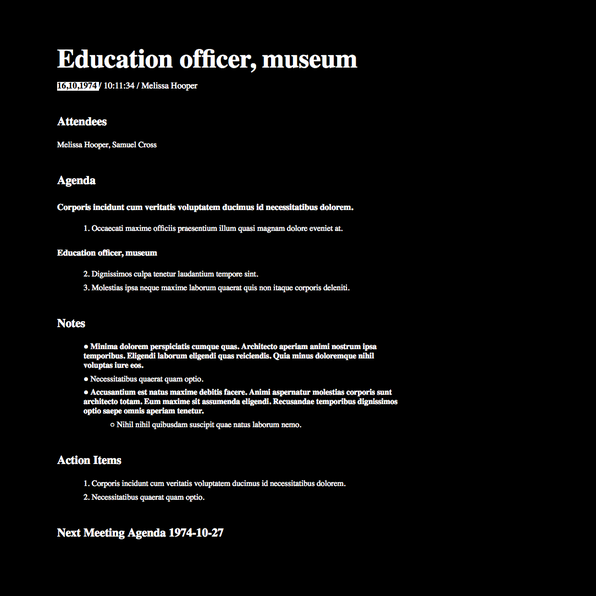 Education officer, museum
16,10,1974 / 10:11:34 / Melissa Hooper
Attendees
Melissa Hooper, Samuel Cross
Agenda
Corporis incidunt cum veritatis voluptatem ducimus id necessitatibus dolorem.
1. Occaecati maxime officiis praesentium illum quasi magnam dolore eveniet at.
Education officer, museum
2. Dignissimos culpa tenetur laudantium tempore sint.
3. Molestias ipsa neque maxime laborum quaerat quis non itaque corporis deleniti.
Notes
● Minima dolorem perspiciatis cumque quas. Architecto aperiam animi nostrum ipsa
temporibus. Eligendi laborum eligendi quas reiciendis. Quia minus doloremque nihil
voluptas iure eos.
● Necessitatibus quaerat quam optio.
● Accusantium est natus maxime debitis facere. Animi aspernatur molestias corporis sunt
architecto totam. Eum maxime sit assumenda eligendi. Recusandae temporibus dignissimos
optio saepe omnis aperiam tenetur.
○ Nihil nihil quibusdam suscipit quae natus laborum nemo.
Action Items
1. Corporis incidunt cum veritatis voluptatem ducimus id necessitatibus dolorem.
2. Necessitatibus quaerat quam optio.
Next Meeting Agenda 1974-10-27